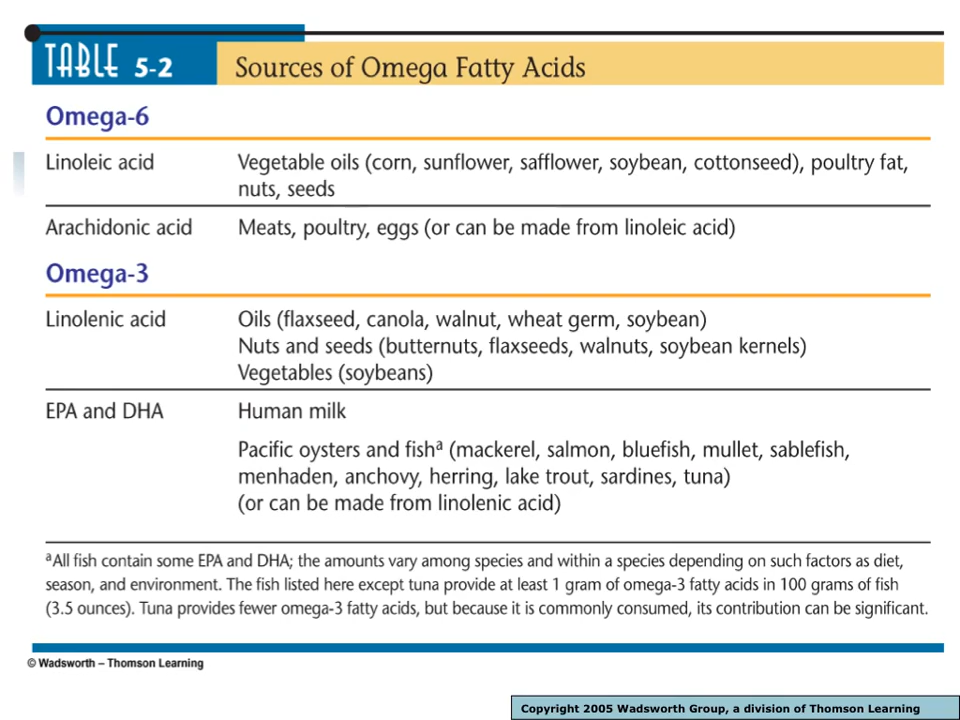 TABLE 5-2 Sources of Omega Fatty Acids
Omega-6
Linoleic acid Vegetable oils (corn, sunflower, safflower, soybean, cottonseed), poultry fat,
nuts, seeds
Arachidonic acid Meats, poultry, eggs (or can be made from linoleic acid)
Omega-3
Linolenic acid Oils (flaxseed, canola, walnut, wheat germ, soybean)
Nuts and seeds (butternuts, flaxseeds, walnuts, soybean kernels)
Vegetables (soybeans)
EPA and DHA Human milk
Pacific oysters and fishᵃ (mackerel, salmon, bluefish, mullet, sablefish,
menhaden, anchovy, herring, lake trout, sardines, tuna)
(or can be made from linolenic acid)
ᵃAll fish contain some EPA and DHA; the amounts vary among species and within a species depending on such factors as diet,
season, and environment. The fish listed here except tuna provide at least 1 gram of omega-3 fatty acids in 100 grams of fish
(3.5 ounces). Tuna provides fewer omega-3 fatty acids, but because it is commonly consumed, its contribution can be significant.
© Wadsworth – Thomson Learning
Copyright 2005 Wadsworth Group, a division of Thomson Learning